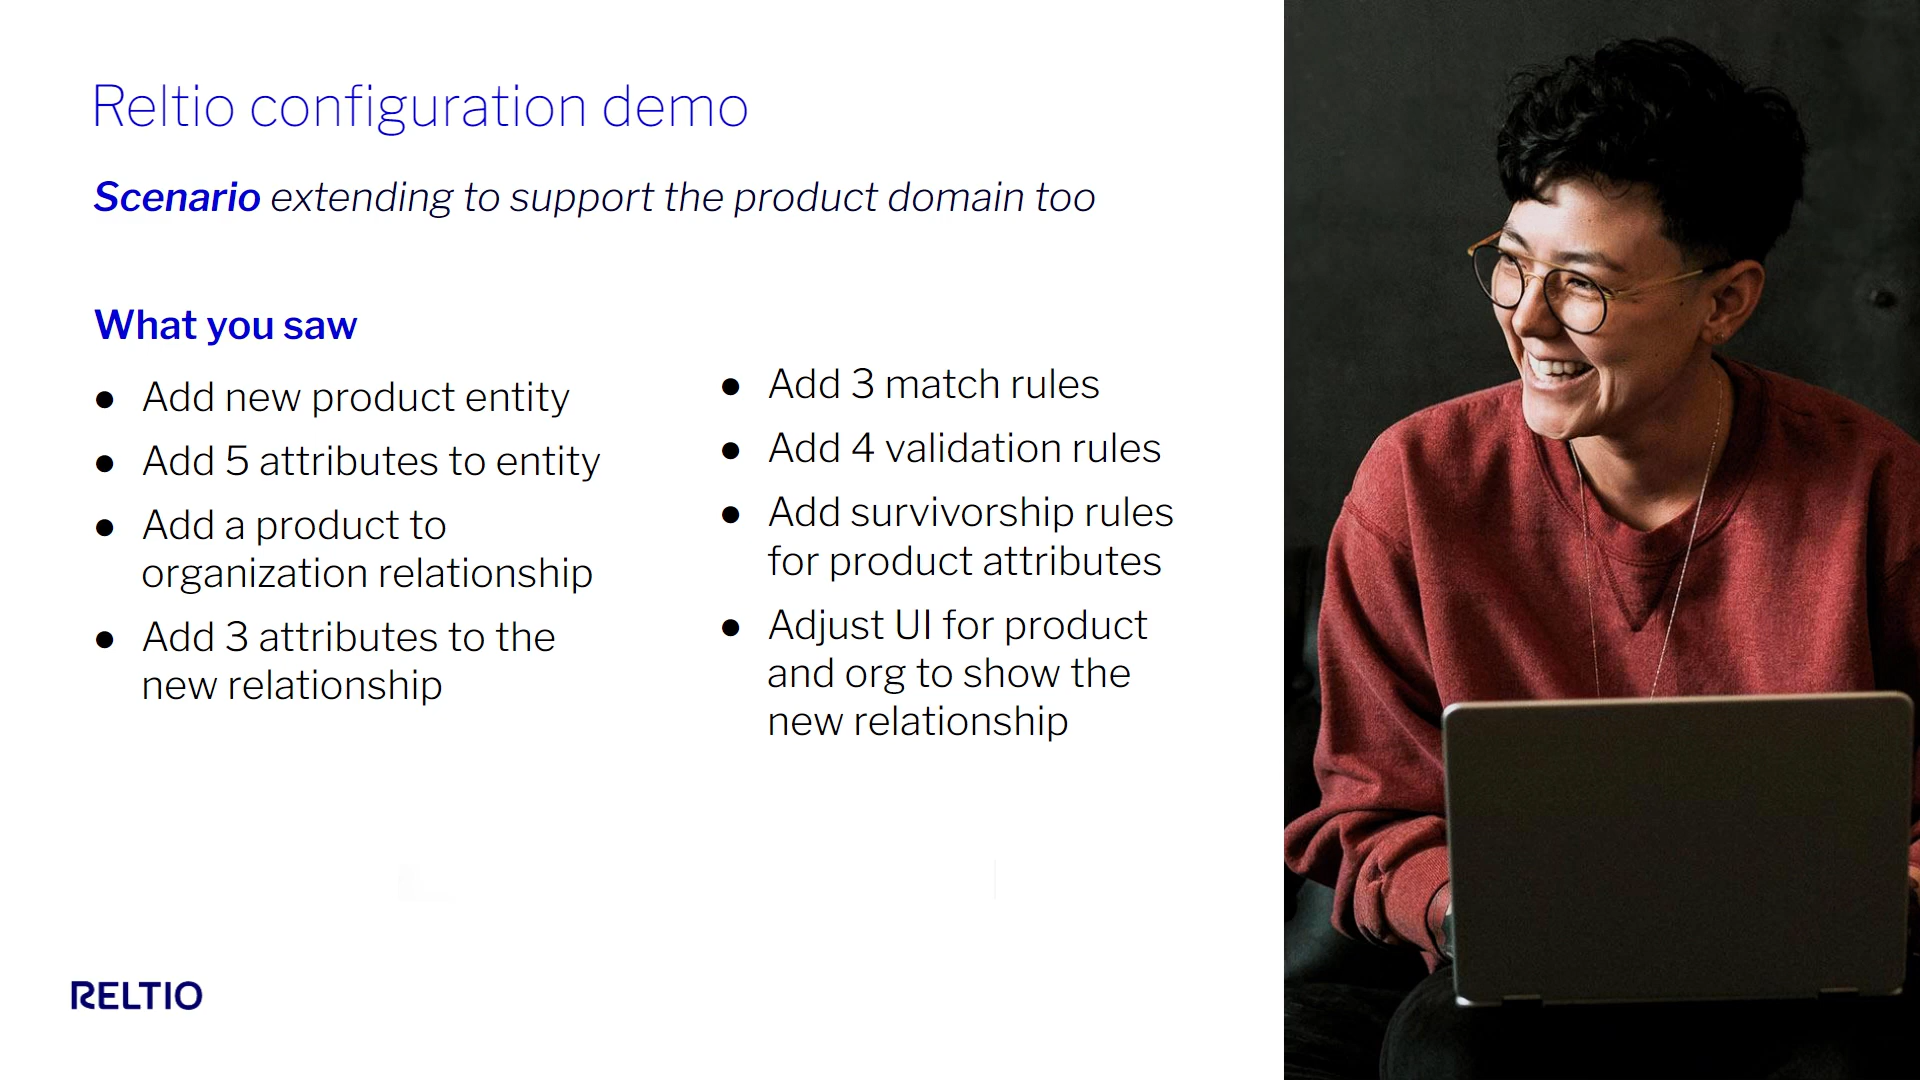 Reltio configuration demo
Scenario extending to support the product domain too
What you saw
● Add new product entity
● Add 5 attributes to entity
● Add a product to
organization relationship
● Add 3 attributes to the
new relationship
● Add 3 match rules
● Add 4 validation rules
● Add survivorship rules
for product attributes
● Adjust UI for product
and org to show the
new relationship
RELTIO